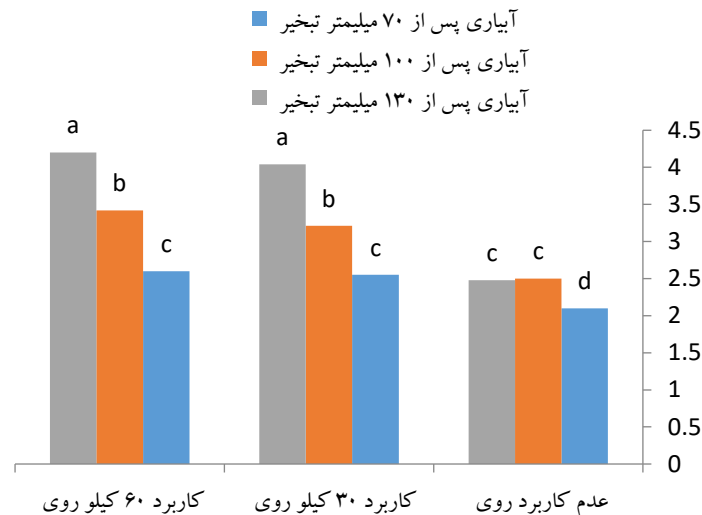 آبیاری پس از ۷۰ میلیمتر تبخیر
آبیاری پس از ۱۰۰ میلیمتر تبخیر
آبیاری پس از ۱۳۰ میلیمتر تبخیر
4.5
4
3.5
3
2.5
2
1.5
1
0.5
0
d
c
c
c
b
a
c
b
a
عدم کاربرد روی
کاربرد ۳۰ کیلو روی
کاربرد ۶۰ کیلو روی